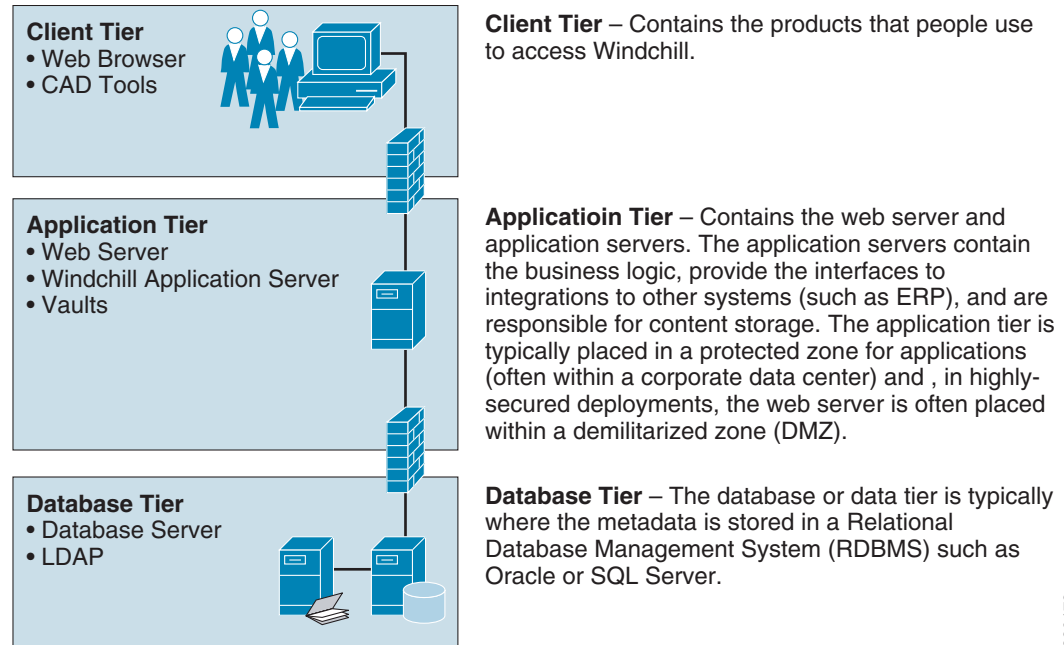 Client Tier
• Web Browser
• CAD Tools
Client Tier – Contains the products that people use
to access Windchill.
Application Tier
• Web Server
• Windchill Application Server
• Vaults
Applicatioin Tier – Contains the web server and
application servers. The application servers contain
the business logic, provide the interfaces to
integrations to other systems (such as ERP), and are
responsible for content storage. The application tier is
typically placed in a protected zone for applications
(often within a corporate data center) and , in highly-
secured deployments, the web server is often placed
within a demilitarized zone (DMZ).
Database Tier
• Database Server
• LDAP
Database Tier – The database or data tier is typically
where the metadata is stored in a Relational
Database Management System (RDBMS) such as
Oracle or SQL Server.